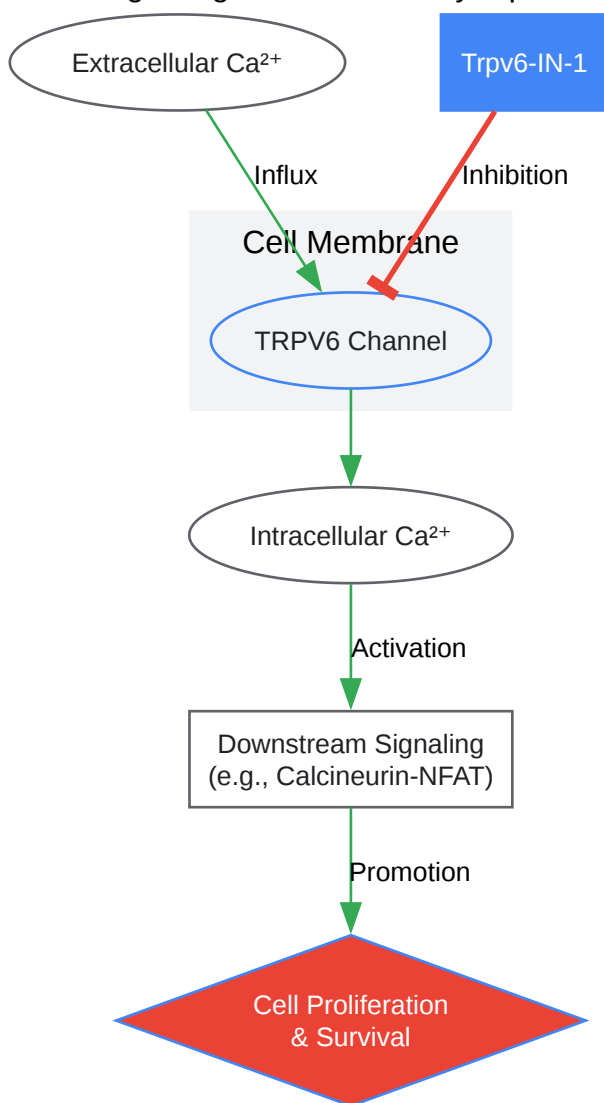 Extracellular Ca²⁺
Trpv6-IN-1
Influx
Inhibition
Cell Membrane
TRPV6 Channel
Intracellular Ca²⁺
Activation
Downstream Signaling
(e.g., Calcineurin-NFAT)
Promotion
Cell Proliferation
& Survival